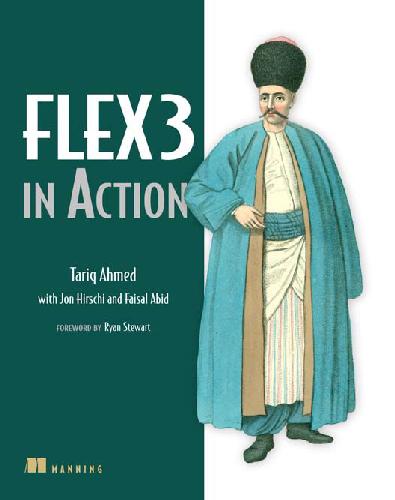 FLEX 3
IN ACTION
Tariq Ahmed
with Jon Hirschi and Faisal Abid
FOREWORD BY Ryan Stewart
MANNING